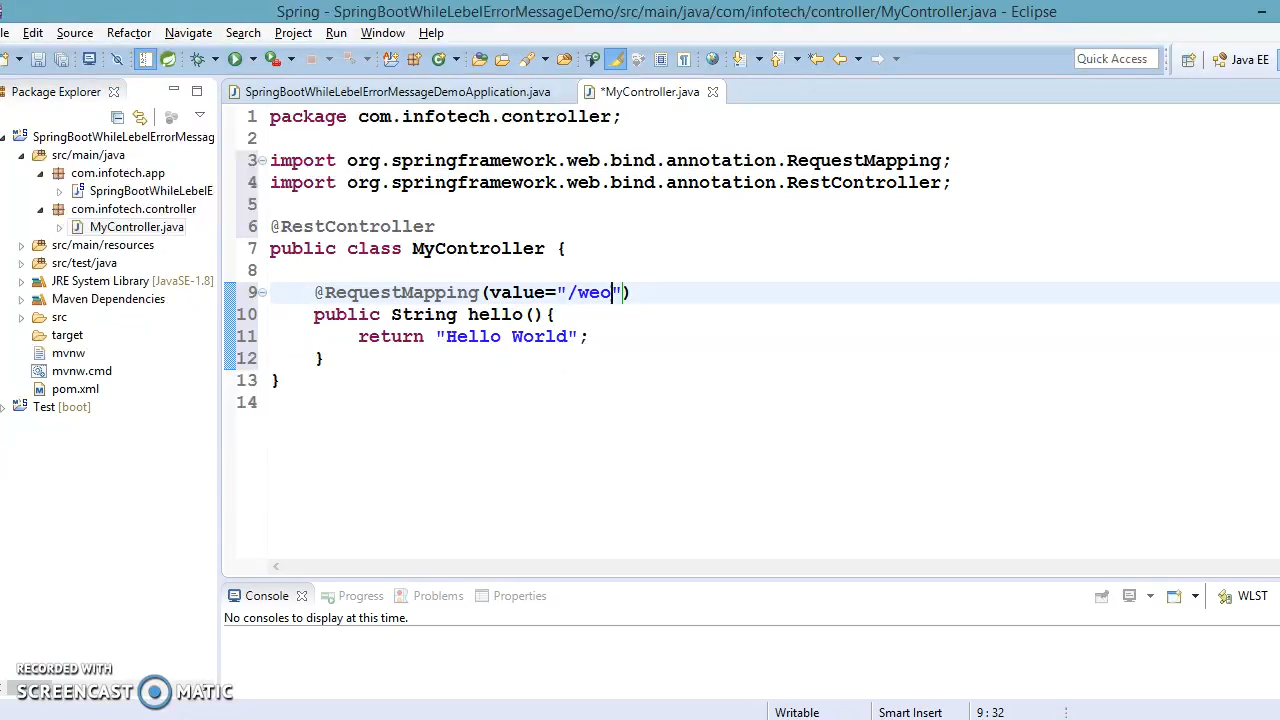 Spring - SpringBootWhileLebelErrorMessageDemo/src/main/java/com/infotech/controller/MyController.java - Eclipse
le Edit Source Refactor Navigate Search Project Run Window Help
Quick Access Java EE
Package Explorer
SpringBootWhileLebelErrorMessageDemoApplication.java *MyController.java
SpringBootWhileLebelErrorMessag
src/main/java
com.infotech.app
SpringBootWhileLebelE
com.infotech.controller
MyController.java
src/main/resources
src/test/java
JRE System Library [JavaSE-1.8]
Maven Dependencies
src
target
mvnw
mvnw.cmd
pom.xml
Test [boot]
1 package com.infotech.controller;
2
3 import org.springframework.web.bind.annotation.RequestMapping;
4 import org.springframework.web.bind.annotation.RestController;
5
6 @RestController
7 public class MyController {
8
9 @RequestMapping(value="/weo")
10 public String hello(){
11 return "Hello World";
12 }
13 }
14
Console Progress Problems Properties WLST
No consoles to display at this time.
RECORDED WITH
SCREENCAST MATIC
Writable Smart Insert 9 : 32